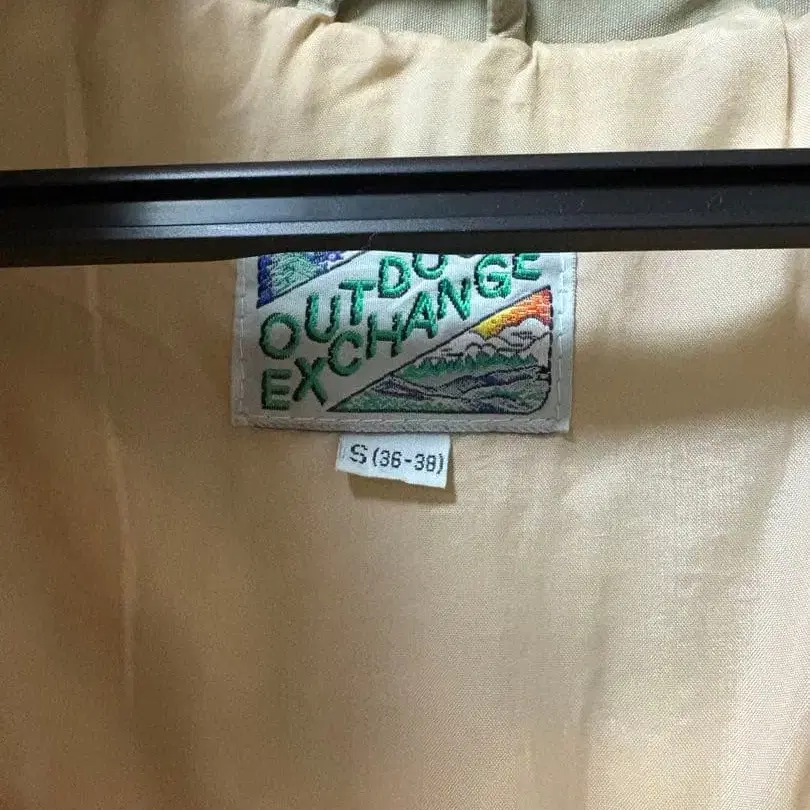 OUTDO
EXCHANGE
S (36-38)